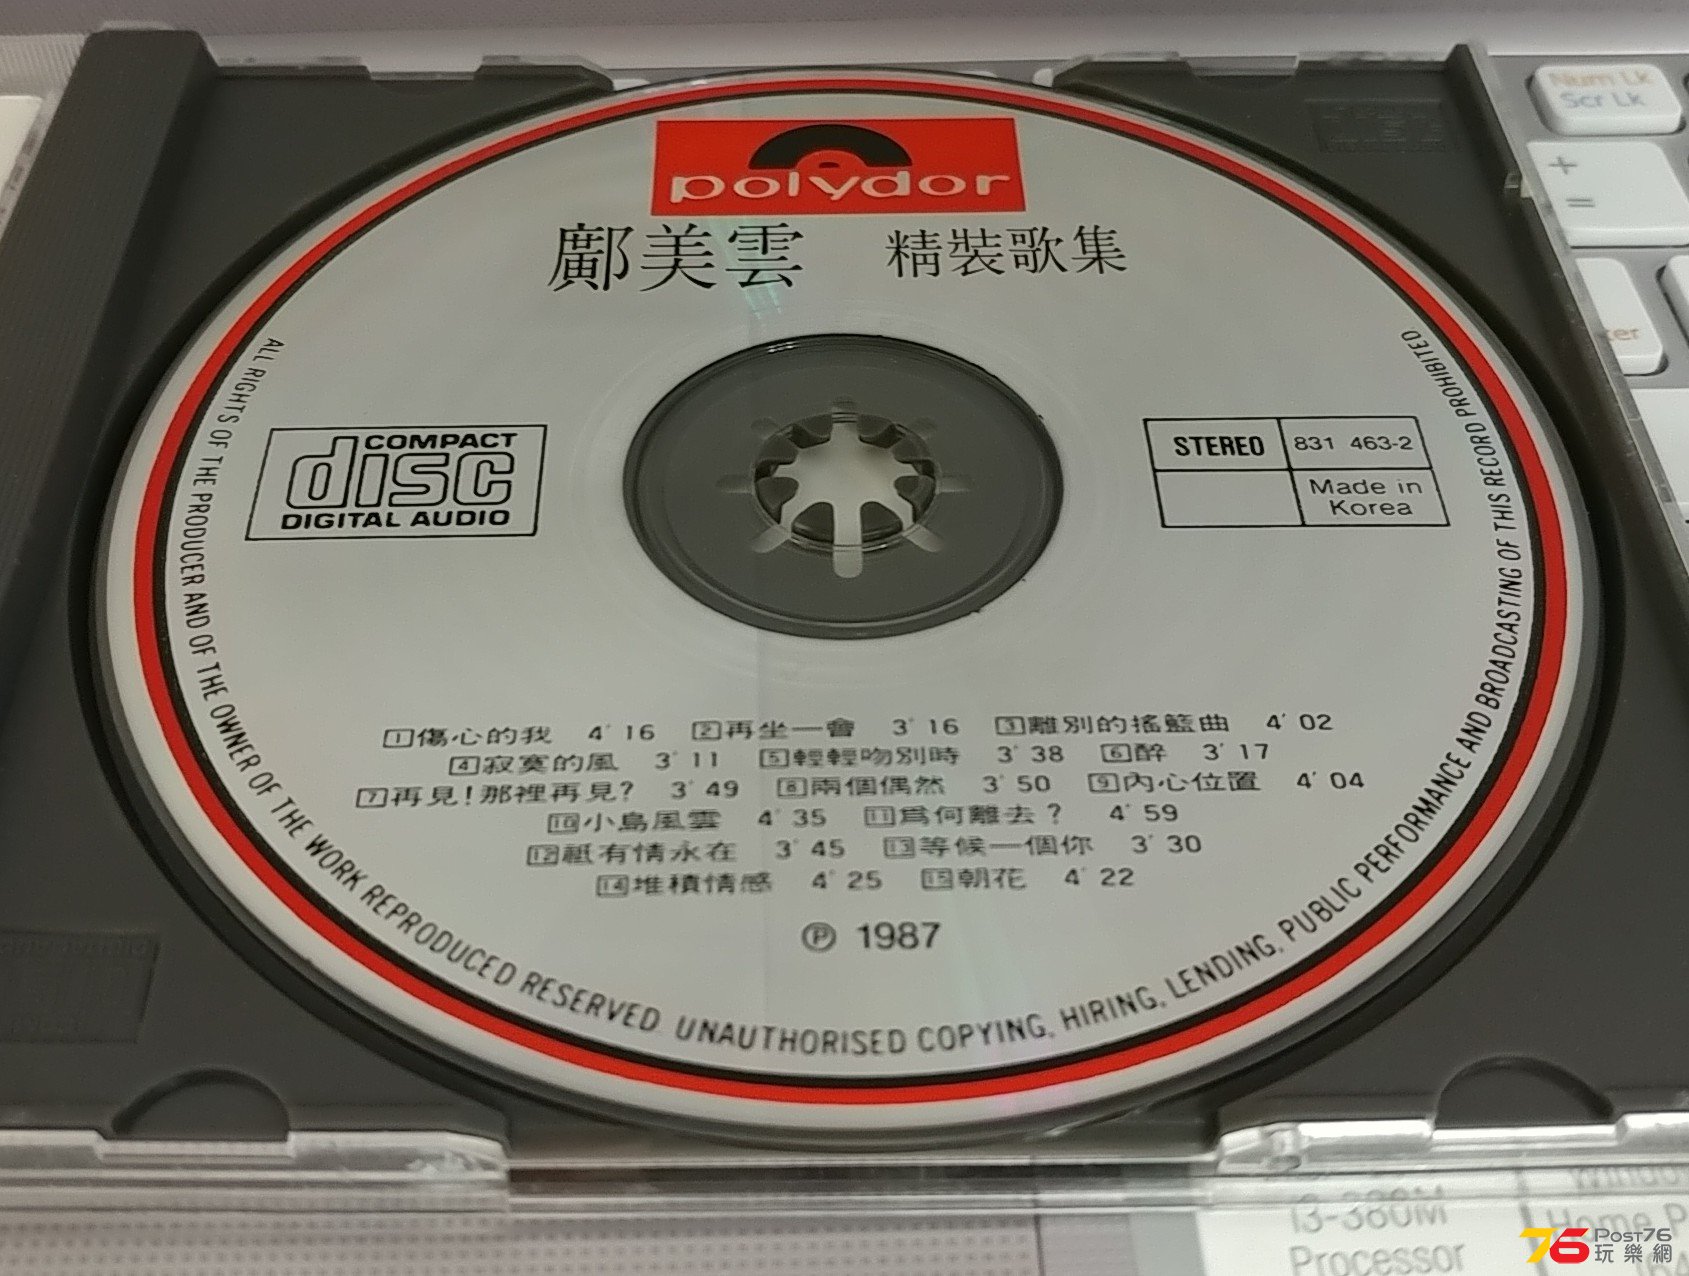 polydor
鄺美雲 精裝歌集
COMPACT
disc
DIGITAL AUDIO
STEREO 831 463-2
Made in
Korea
1 傷心的我 4' 16 2 再坐一會 3' 16 3 離別的搖籃曲 4' 02
4 寂寞的風 3' 11 5 輕輕吻別時 3' 38 6 醉 3' 17
7 再見!那裡再見? 3' 49 8 兩個偶然 3' 50 9 內心位置 4' 04
10 小島風雲 4' 35 11 爲何離去? 4' 59
12 祗有情永在 3' 45 13 等候一個你 3' 30
14 堆積情感 4' 25 15 朝花 4' 22
Ⓟ 1987
ALL RIGHTS OF THE PRODUCER AND OF THE OWNER OF THE WORK REPRODUCED RESERVED. UNAUTHORISED COPYING, HIRING, LENDING, PUBLIC PERFORMANCE AND BROADCASTING OF THIS RECORD PROHIBITED
Num Lk
Scr Lk
+
=
i3-380M
Processor
Home P
76 Post76
玩樂網